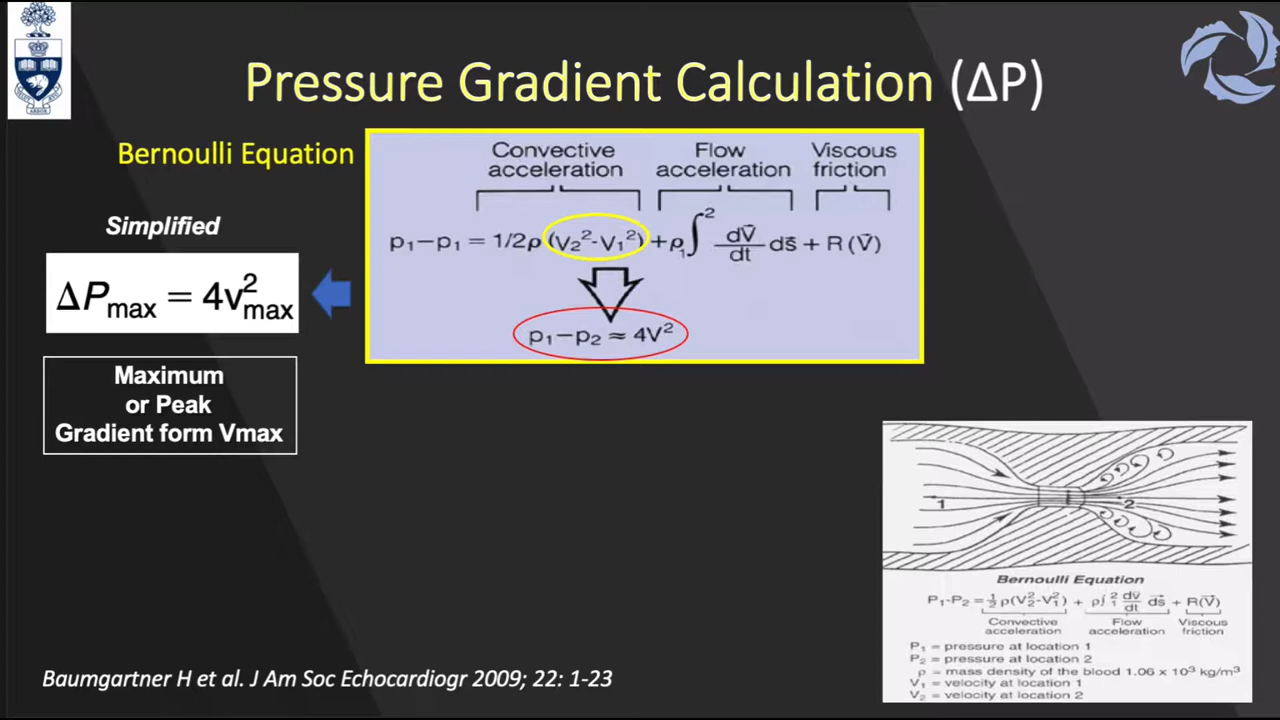 Pressure Gradient Calculation (ΔP)
Bernoulli Equation
Simplified
ΔPmax = 4v²max
Maximum
or Peak
Gradient form Vmax
Convective acceleration
Flow acceleration
Viscous friction
p₁–p₁ = 1/2ρ (V₂²-V₁²) + ρ₁∫² dV⃗/dt ds⃗ + R (V⃗)
p₁–p₂ ≈ 4V²
1
2
Bernoulli Equation
P₁-P₂ = ½ ρ(V₂²-V₁²) + ρ∫₁² dv⃗/dt ds⃗ + R(V⃗)
Convective acceleration
Flow acceleration
Viscous friction
P₁ = pressure at location 1
P₂ = pressure at location 2
ρ = mass density of the blood 1.06 x 10³ kg/m³
V₁ = velocity at location 1
V₂ = velocity at location 2
Baumgartner H et al. J Am Soc Echocardiogr 2009; 22: 1-23